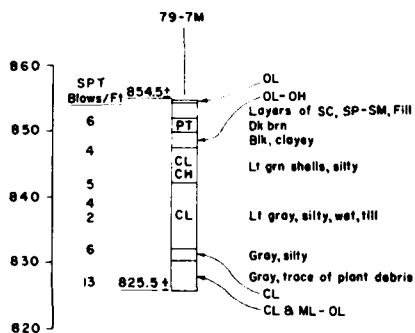 79-7M
860
SPT
Blows/Ft
854.5±
OL
OL-OH
Layers of SC, SP-SM, Fill
6
PT
Dk brn
850
Blk, clayey
4
CL
CH
Lt grn shells, silty
5
840
4
CL
Lt gray, silty, wet, till
2
6
Gray, silty
830
Gray, trace of plant debris
13
825.5±
CL
CL & ML-OL
820